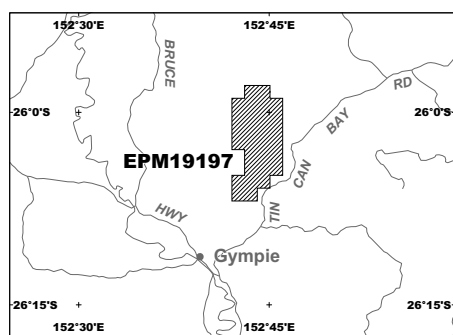 152°30'E 152°45'E
BRUCE
RD
26°0'S 26°0'S
BAY
EPM19197
CAN
HWY
TIN
Gympie
26°15'S 26°15'S
152°30'E 152°45'E